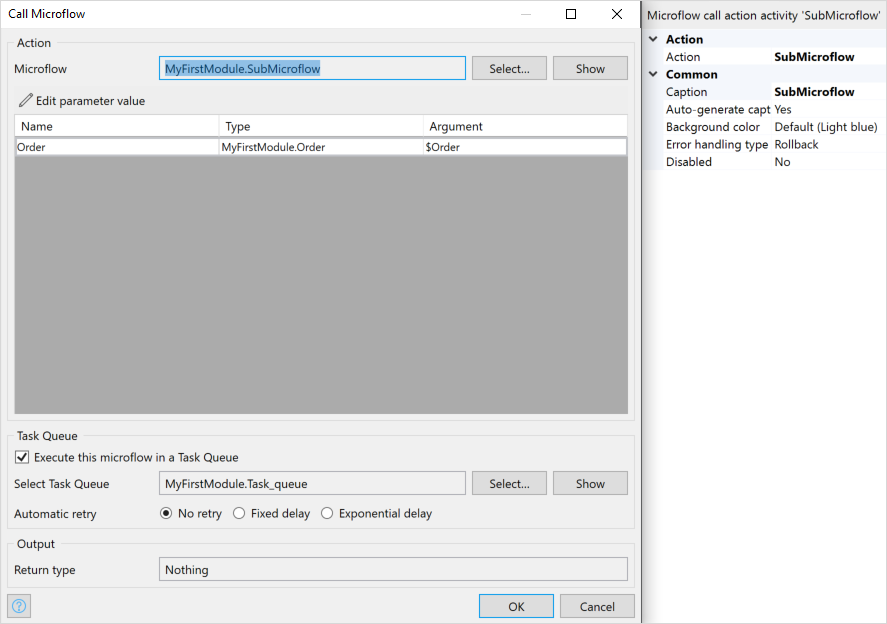 Call Microflow
Action
Microflow
MyFirstModule.SubMicroflow
Select...
Show
Edit parameter value
Name Type Argument
Order MyFirstModule.Order $Order
Task Queue
Execute this microflow in a Task Queue
Select Task Queue
MyFirstModule.Task_queue
Select...
Show
Automatic retry
No retry
Fixed delay
Exponential delay
Output
Return type
Nothing
?
OK
Cancel
Microflow call action activity 'SubMicroflow'
Action
Action SubMicroflow
Common
Caption SubMicroflow
Auto-generate capt Yes
Background color Default (Light blue)
Error handling type Rollback
Disabled No